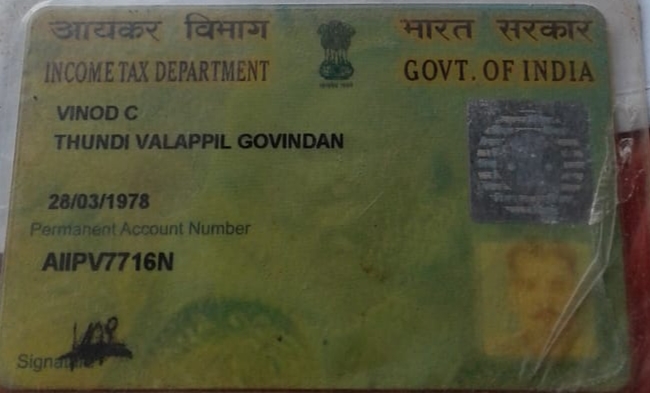 आयकर विभाग
INCOME TAX DEPARTMENT
भारत सरकार
GOVT. OF INDIA
VINOD C
THUNDI VALAPPIL GOVINDAN
28/03/1978
Permanent Account Number
AIIPV7716N
Signature